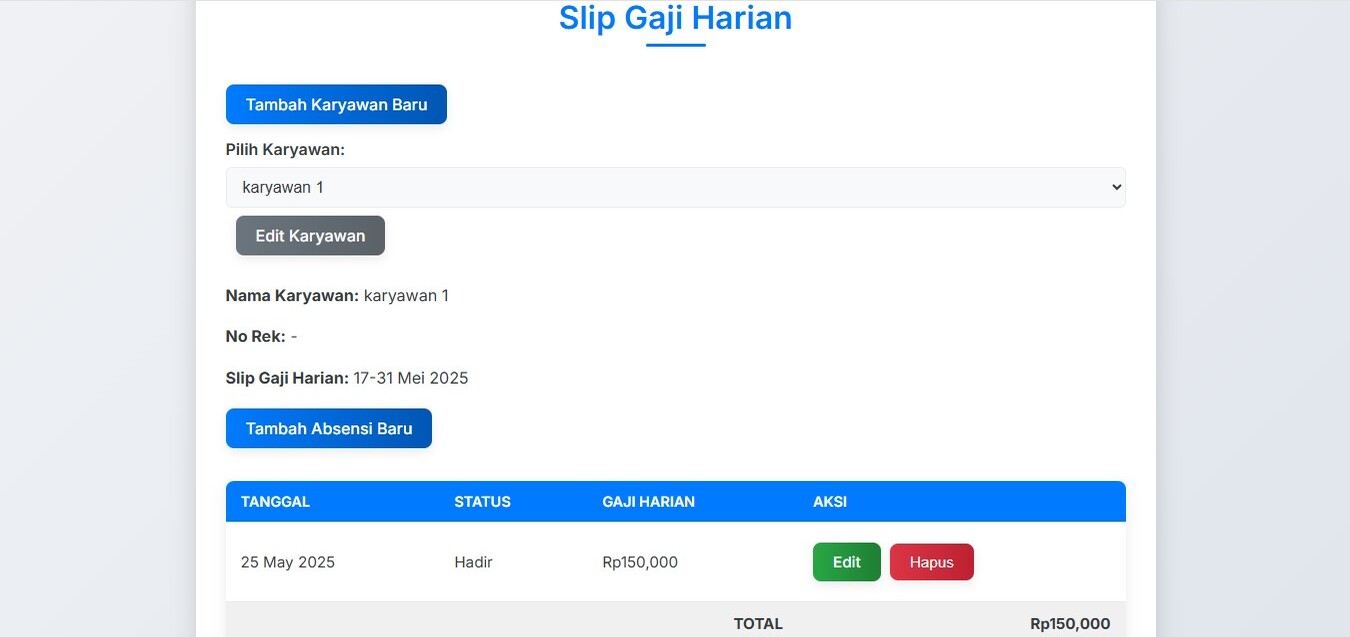 Slip Gaji Harian
Tambah Karyawan Baru
Pilih Karyawan:
karyawan 1
Edit Karyawan
Nama Karyawan: karyawan 1
No Rek: -
Slip Gaji Harian: 17-31 Mei 2025
Tambah Absensi Baru
TANGGAL STATUS GAJI HARIAN AKSI
25 May 2025 Hadir Rp150,000 Edit Hapus
TOTAL Rp150,000